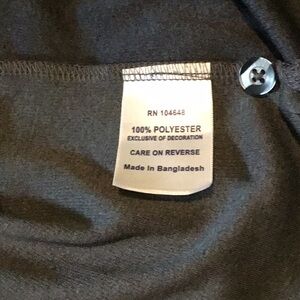 RN 104648
100% POLYESTER
EXCLUSIVE OF DECORATION
CARE ON REVERSE
Made In Bangladesh